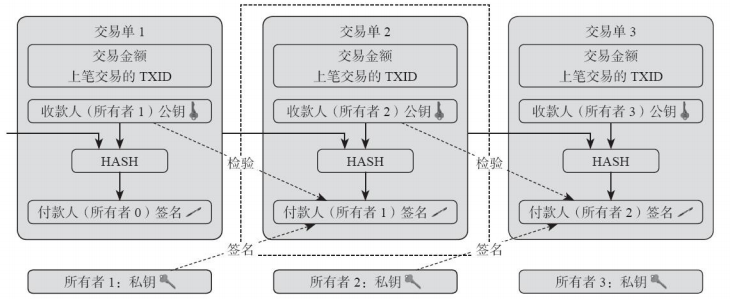 交易单 1
交易金额
上笔交易的 TXID
收款人（所有者 1）公钥
HASH
付款人（所有者 0）签名
交易单 2
交易金额
上笔交易的 TXID
收款人（所有者 2）公钥
HASH
付款人（所有者 1）签名
交易单 3
交易金额
上笔交易的 TXID
收款人（所有者 3）公钥
HASH
付款人（所有者 2）签名
检验
检验
签名
签名
所有者 1：私钥
所有者 2：私钥
所有者 3：私钥